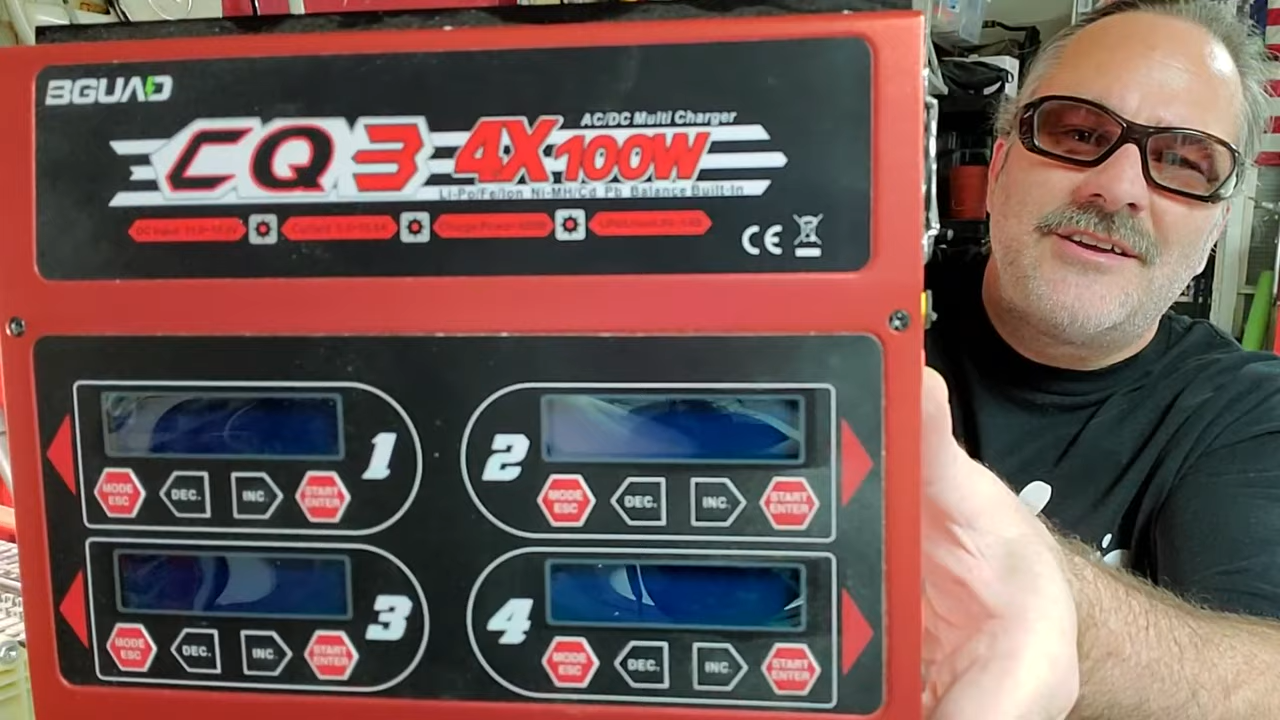 BGUAD
AC/DC Multi Charger
CQ3 4X100W
Li-Po/Fe/Ion Ni-MH/Cd Pb Balance Built-In
CE
1
MODE ESC DEC. INC. START ENTER
2
MODE ESC DEC. INC. START ENTER
3
MODE ESC DEC. INC. START ENTER
4
MODE ESC DEC. INC. START ENTER